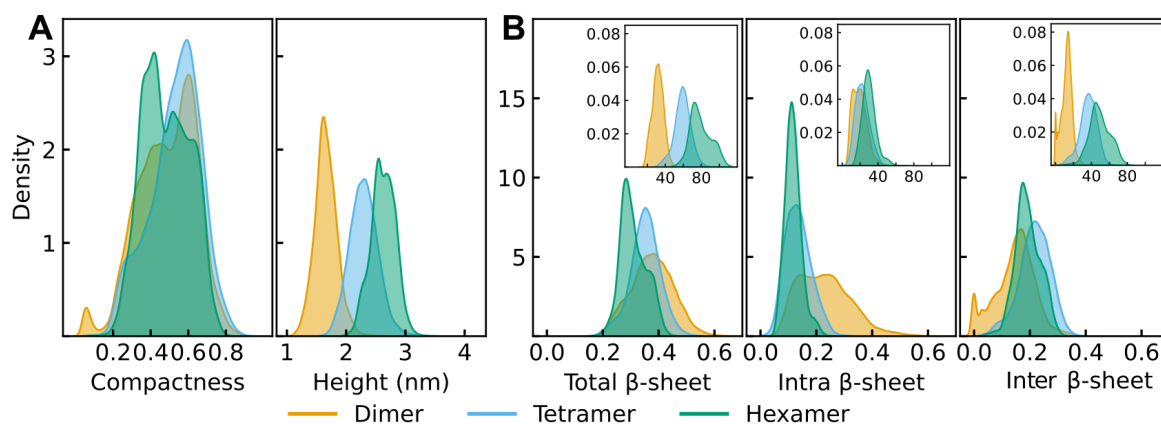 A
B
Density
3
2
1
0.20.40.60.8
Compactness
1 2 3 4
Height (nm)
15
10
5
0.0 0.2 0.4 0.6
Total β-sheet
0.08
0.06
0.04
0.02
40 80
0.0 0.2 0.4 0.6
Intra β-sheet
0.08
0.06
0.04
0.02
40 80
0.0 0.2 0.4 0.6
Inter β-sheet
0.08
0.06
0.04
0.02
40 80
Dimer Tetramer Hexamer